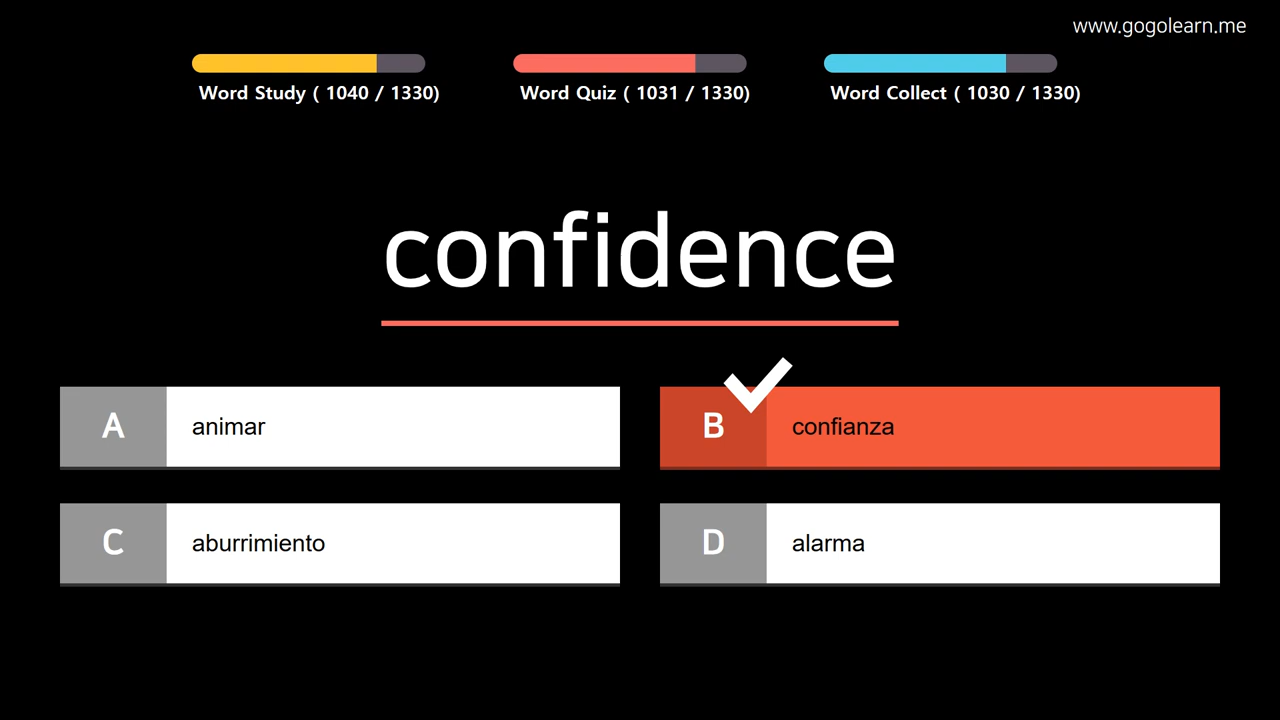 www.gogolearn.me
Word Study ( 1040 / 1330)
Word Quiz ( 1031 / 1330)
Word Collect ( 1030 / 1330)
confidence
A animar
B confianza
C aburrimiento
D alarma